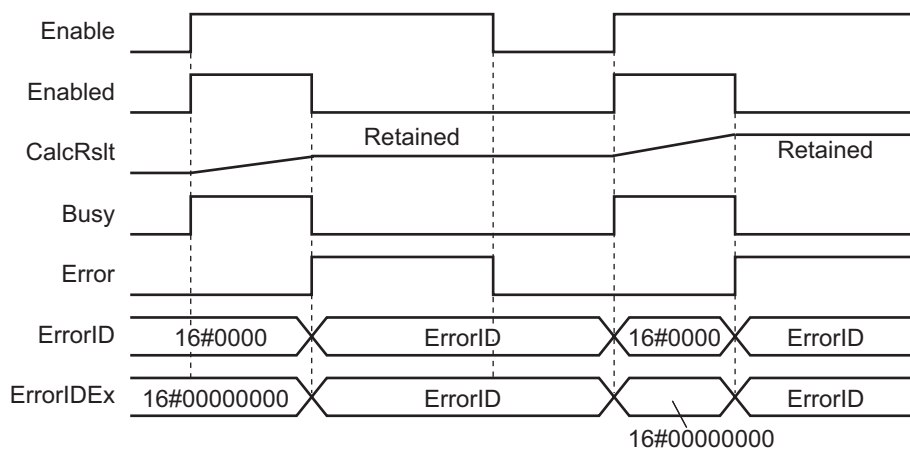 Enable
Enabled
CalcRslt
Retained
Retained
Busy
Error
ErrorID
16#0000
ErrorID
16#0000
ErrorID
ErrorIDEx
16#00000000
ErrorID
ErrorID
16#00000000